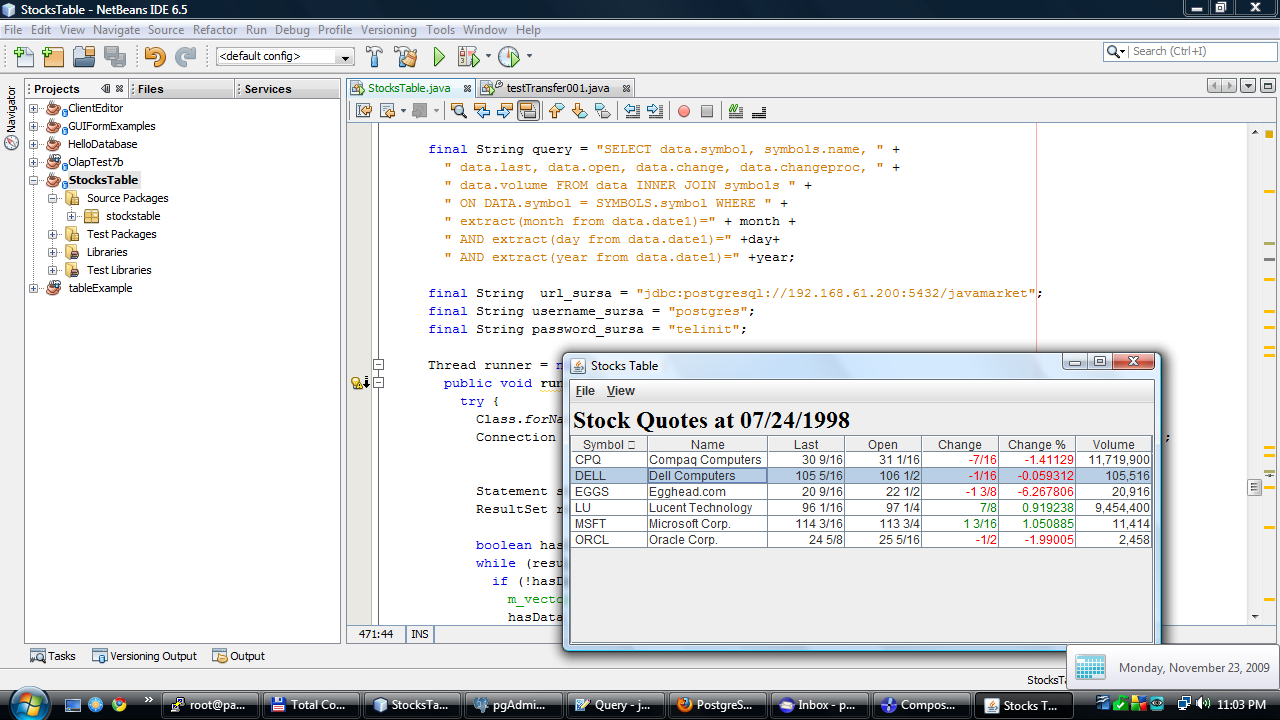 StocksTable - NetBeans IDE 6.5
File Edit View Navigate Source Refactor Run Debug Profile Versioning Tools Window Help
<default config>
Search (Ctrl+I)
Navigator
Projects
Files
Services
ClientEditor
GUIFormExamples
HelloDatabase
OlapTest7b
StocksTable
Source Packages
stockstable
Test Packages
Libraries
Test Libraries
tableExample
StocksTable.java
testTransfer001.java
final String query = "SELECT data.symbol, symbols.name, " +
" data.last, data.open, data.change, data.changeproc, " +
" data.volume FROM data INNER JOIN symbols " +
" ON DATA.symbol = SYMBOLS.symbol WHERE " +
" extract(month from data.date1)=" + month +
" AND extract(day from data.date1)=" +day+
" AND extract(year from data.date1)=" +year;
final String  url_sursa = "jdbc:postgresql://192.168.61.200:5432/javamarket";
final String username_sursa = "postgres";
final String password_sursa = "telinit";
Thread runner = n
public void run
try {
Class.forNa
Connection ;
Statement s
ResultSet r
boolean has
while (resu
if (!hasD
m_vecto
hasData
471:44 INS
Stocks Table
File View
Stock Quotes at 07/24/1998
Symbol Name Last Open Change Change % Volume
CPQ Compaq Computers 30 9/16 31 1/16 -7/16 -1.41129 11,719,900
DELL Dell Computers 105 5/16 106 1/2 -1/16 -0.059312 105,516
EGGS Egghead.com 20 9/16 22 1/2 -1 3/8 -6.267806 20,916
LU Lucent Technology 96 1/16 97 1/4 7/8 0.919238 9,454,400
MSFT Microsoft Corp. 114 3/16 113 3/4 1 3/16 1.050885 11,414
ORCL Oracle Corp. 24 5/8 25 5/16 -1/2 -1.99005 2,458
Tasks Versioning Output Output
StocksTa
Monday, November 23, 2009
root@pa...
Total Co...
StocksTa...
pgAdmi...
Query - j...
PostgreS...
Inbox - p...
Compos...
Stocks T...
11:03 PM